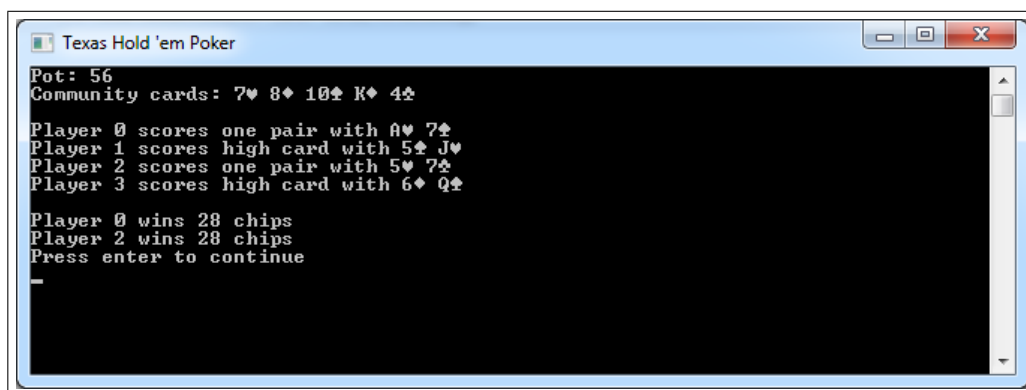 Texas Hold 'em Poker
Pot: 56
Community cards: 7♥ 8♦ 10♠ K♦ 4♣
Player 0 scores one pair with A♥ 7♠
Player 1 scores high card with 5♠ J♥
Player 2 scores one pair with 5♥ 7♣
Player 3 scores high card with 6♦ Q♠
Player 0 wins 28 chips
Player 2 wins 28 chips
Press enter to continue